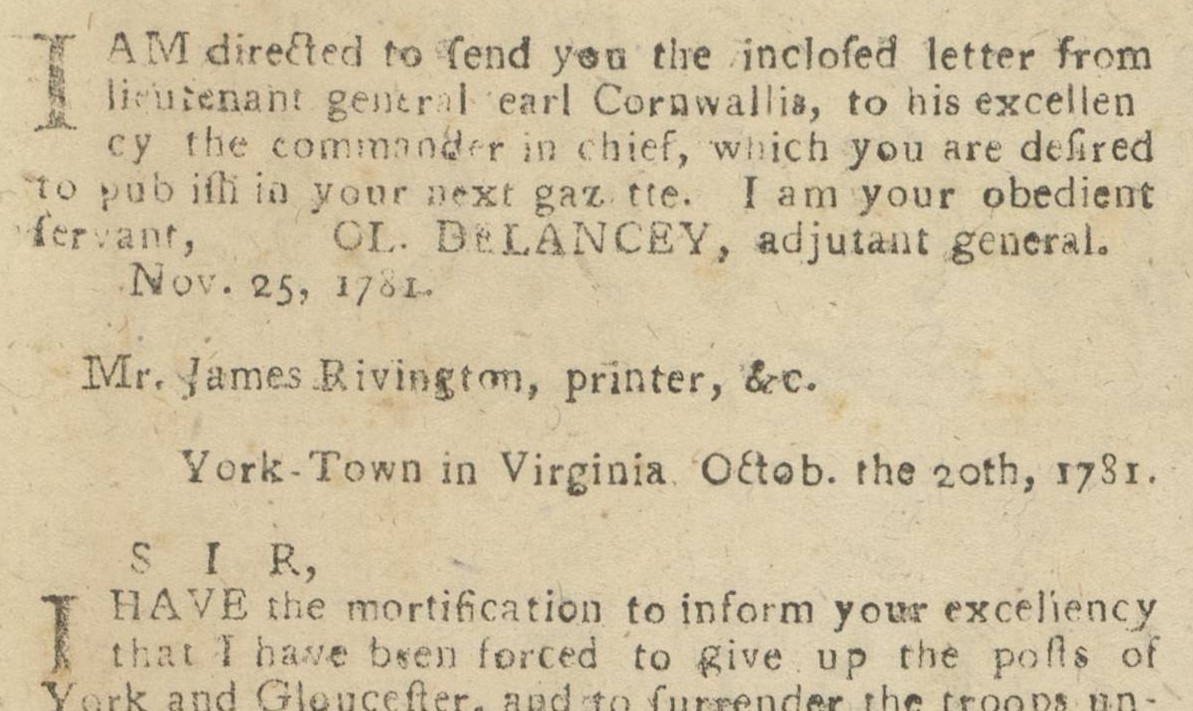 I AM directed to ſend you the incloſed letter from
lieutenant general earl Cornwallis, to his excellen
cy the commander in chief, which you are deſired
to pub iſh in your next gaz tte. I am your obedient
ſervant, OL. DELANCEY, adjutant general.
Nov. 25, 1781.
Mr. James Rivington, printer, &c.
York-Town in Virginia Octob. the 20th, 1781.
S I R,
I HAVE the mortification to inform your excellency
that I have been forced to give up the poſts of
York and Glouceſter, and to ſurrender the troops un-